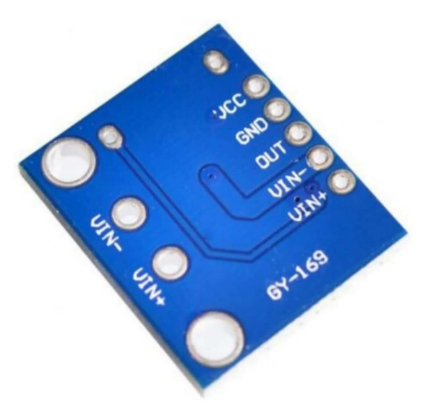 VCC
GND
OUT
VIN-
VIN+
VIN-
VIN+
GY-169